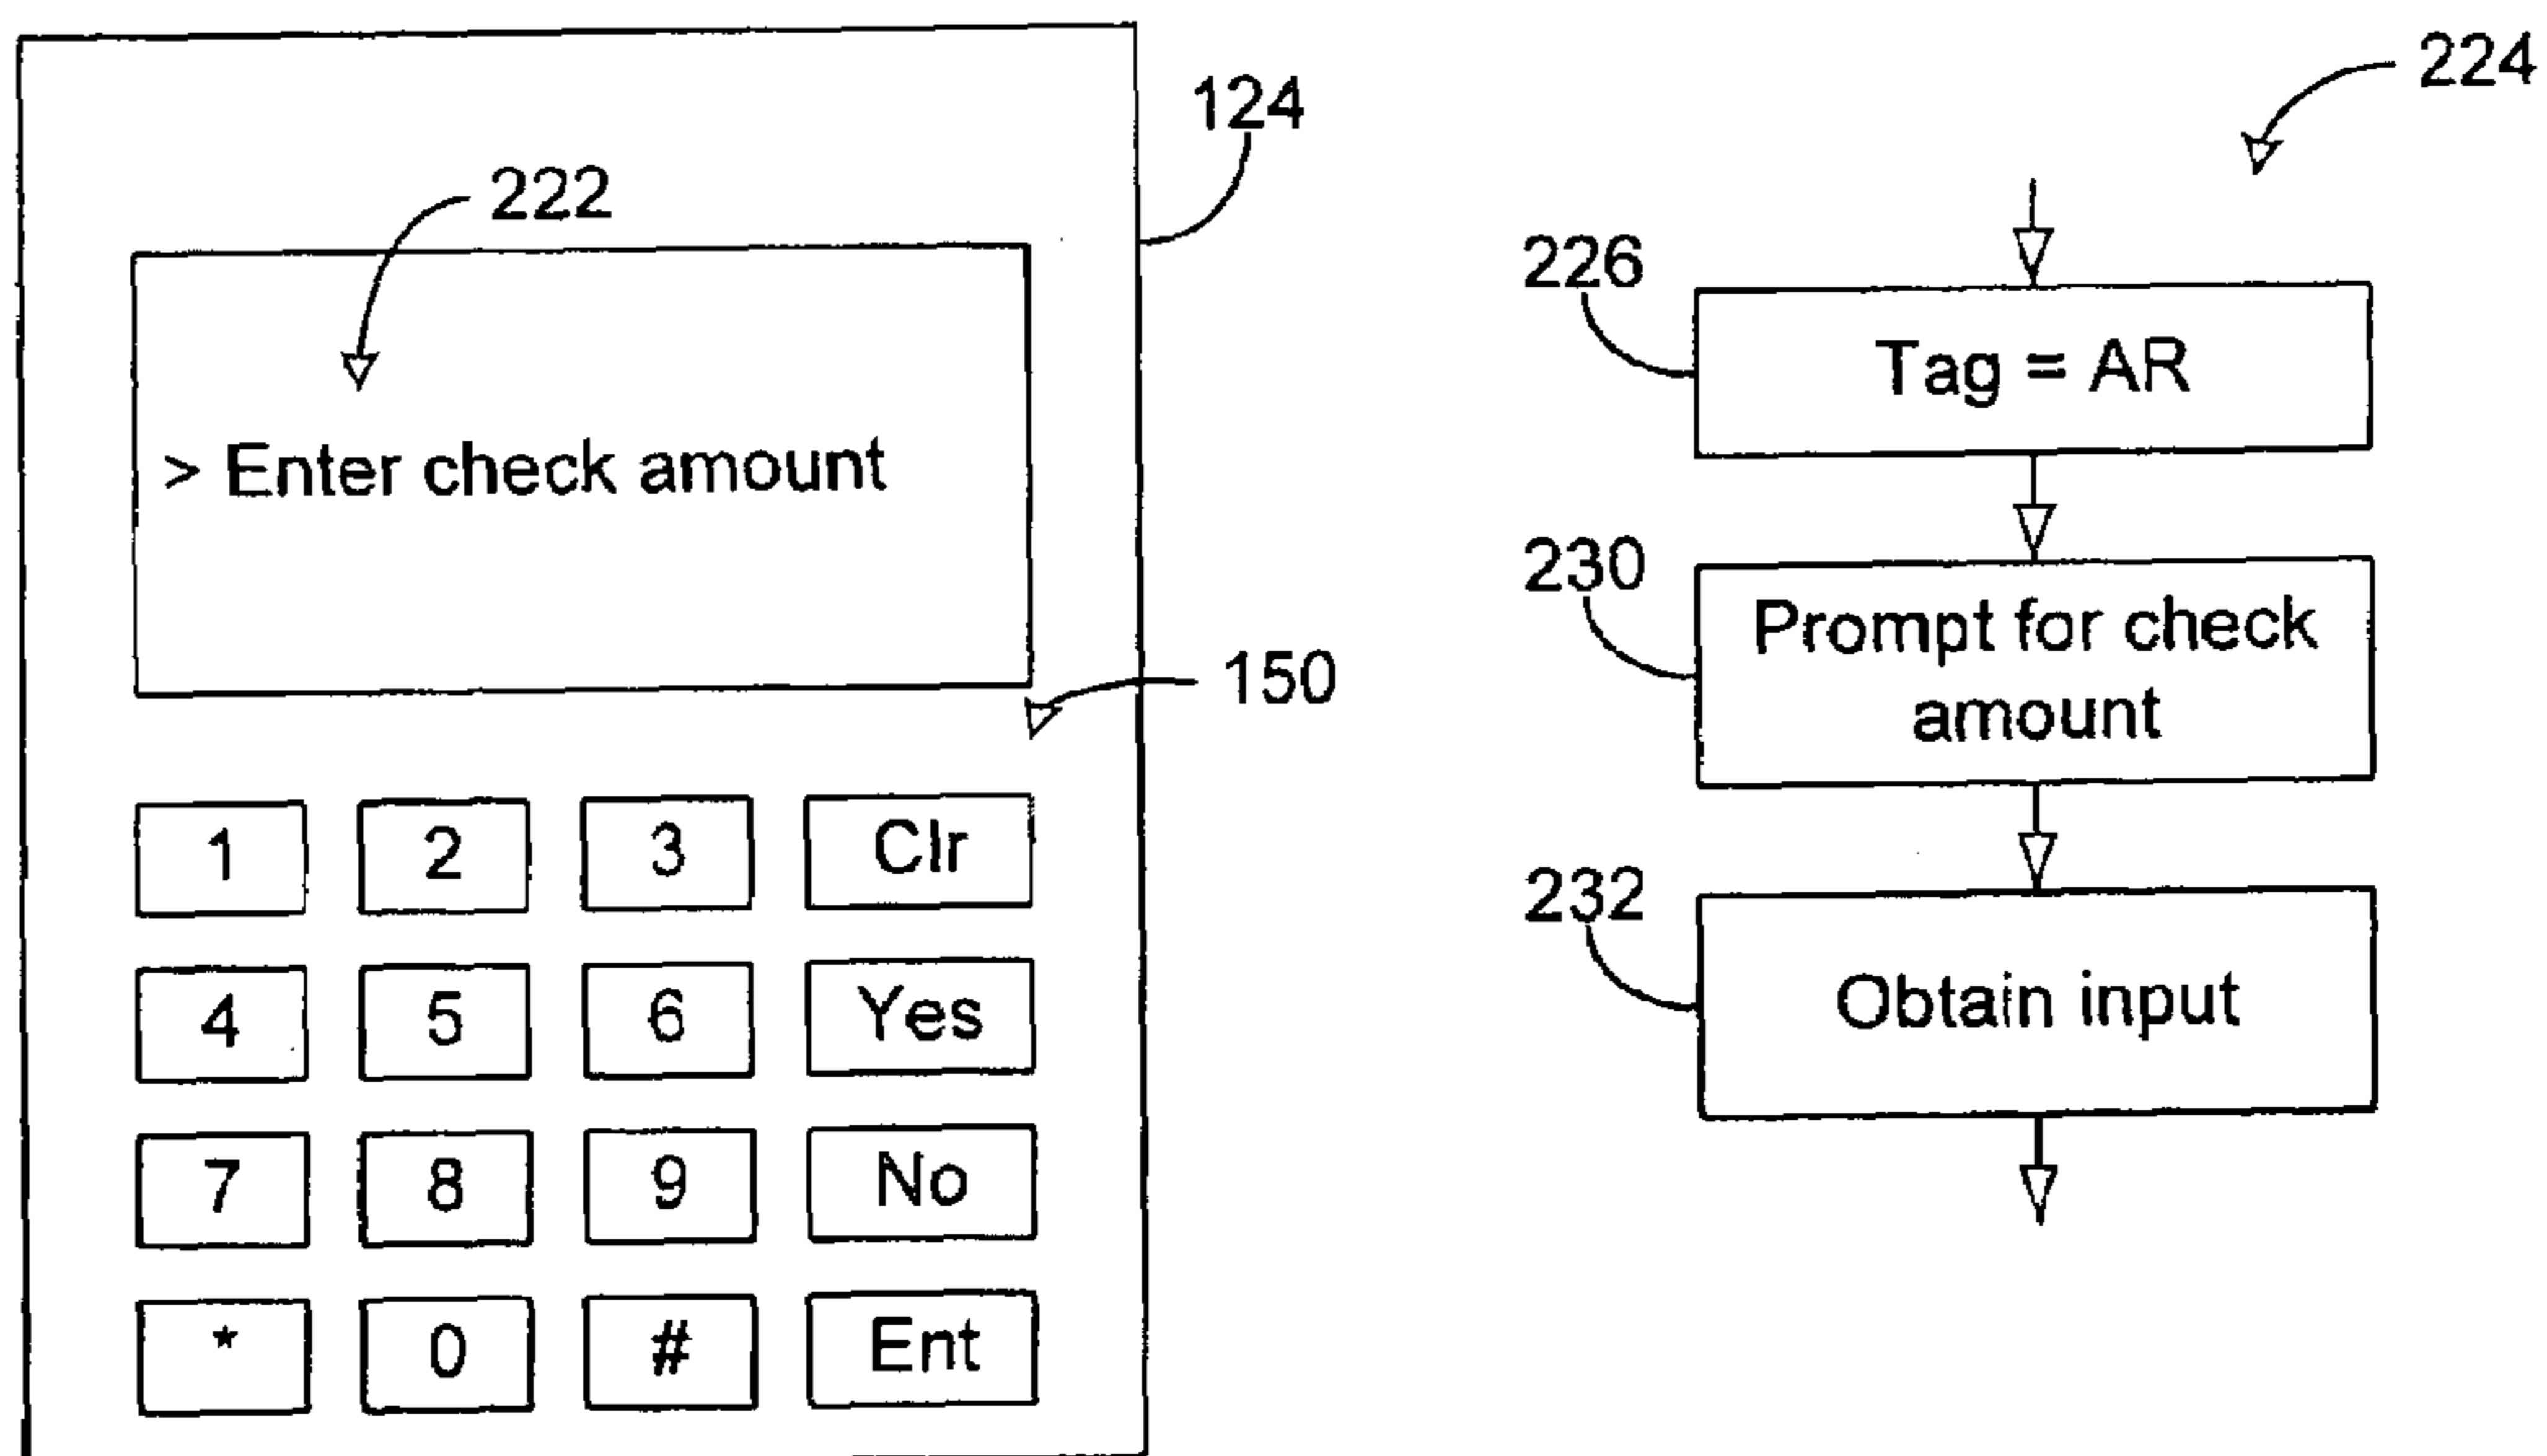 124
222
> Enter check amount
150
1 2 3 Clr
4 5 6 Yes
7 8 9 No
* 0 # Ent
224
226
Tag = AR
230
Prompt for check
amount
232
Obtain input